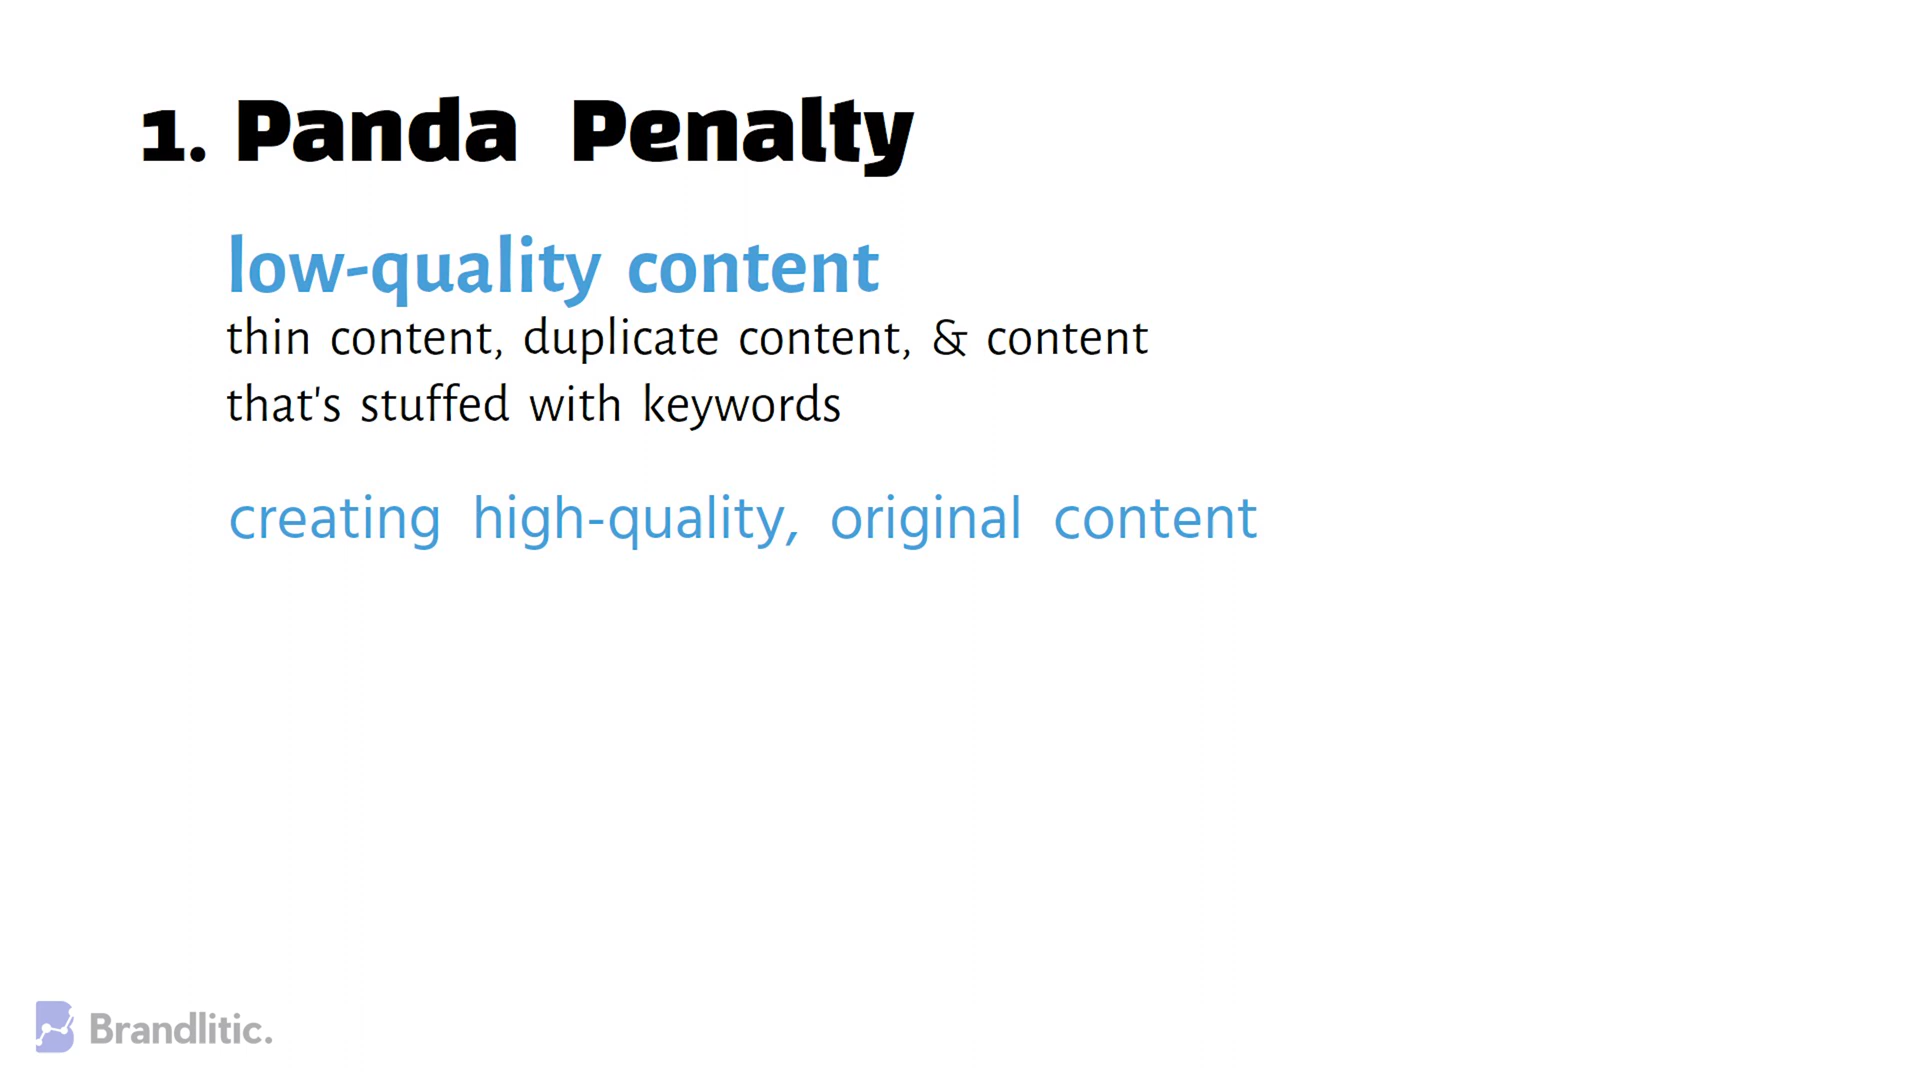 1. Panda Penalty
low-quality content
thin content, duplicate content, & content
that's stuffed with keywords
creating high-quality, original content
Brandlitic.